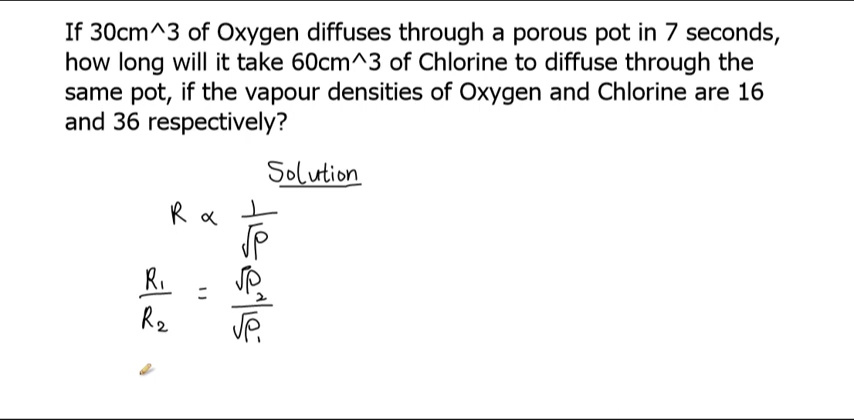 If 30cm^3 of Oxygen diffuses through a porous pot in 7 seconds,
how long will it take 60cm^3 of Chlorine to diffuse through the
same pot, if the vapour densities of Oxygen and Chlorine are 16
and 36 respectively?
Solution
R ∝ 1/√ρ
R₁/R₂ = √ρ₂/√ρ₁